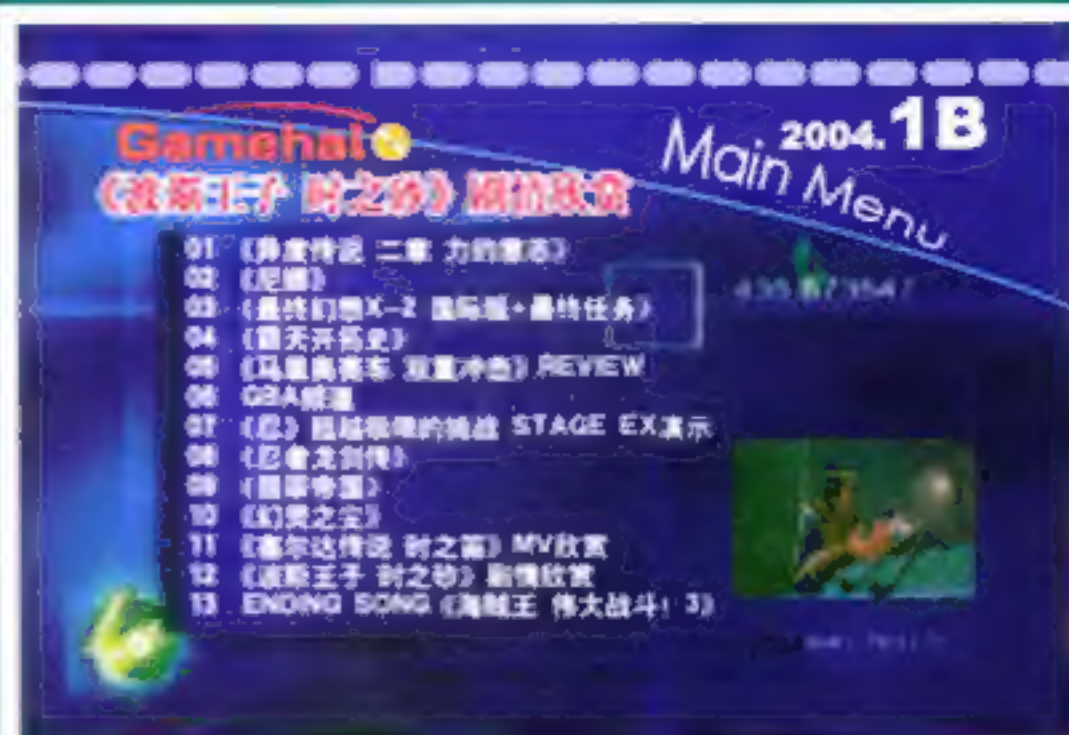 2004.1B
Main Menu
Gamehai
《波斯王子 时之砂》剧情欣赏
01 《异度传说 二章 力的意志》
02 《尼娜》
03 《最终幻想X-2 国际版+最终任务》
04 《霸天开拓史》
05 《马里奥赛车 双重冲击》REVIEW
06 GBA频道
07 《忍》超越极限的挑战 STAGE EX演示
08 《忍者龙剑传》
09
10 《幻灵之宝》
11 《塞尔达传说 时之笛》MV欣赏
12 《波斯王子 时之砂》剧情欣赏
13 ENDING SONG《海贼王 伟大战斗！3》